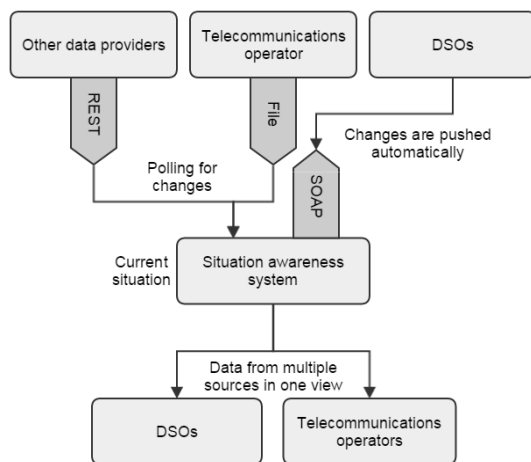 Other data providers
Telecommunications
operator
DSOs
REST
File
Changes are pushed
automatically
Polling for
changes
SOAP
Current
situation
Situation awareness
system
Data from multiple
sources in one view
DSOs
Telecommunications
operators